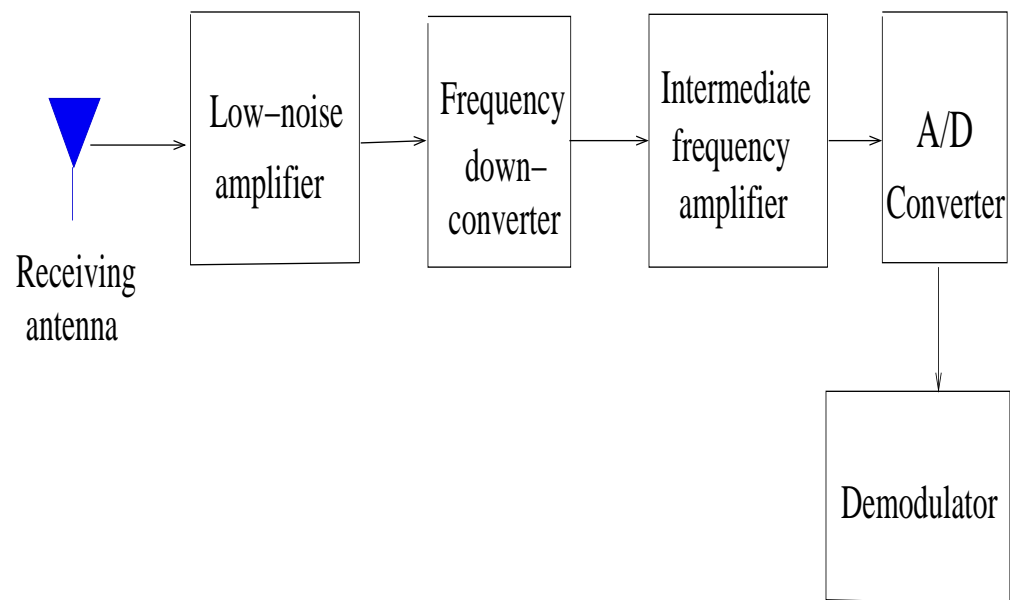 Receiving
antenna
Low–noise
amplifier
Frequency
down–
converter
Intermediate
frequency
amplifier
A/D
Converter
Demodulator